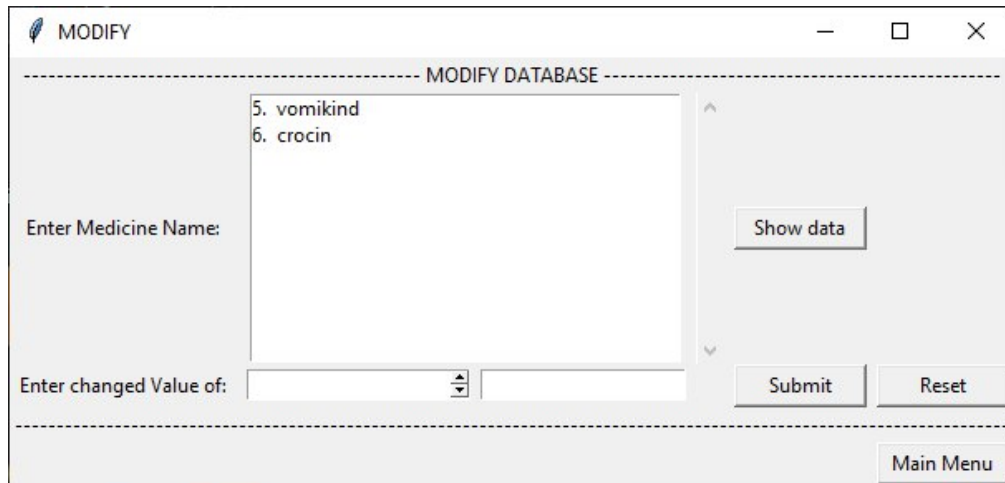 MODIFY
---------------------------------------- MODIFY DATABASE ----------------------------------------
5. vomikind
6. crocin
Enter Medicine Name:
Show data
Enter changed Value of:
Submit
Reset
----------------------------------------------------------------------------------------------------
Main Menu